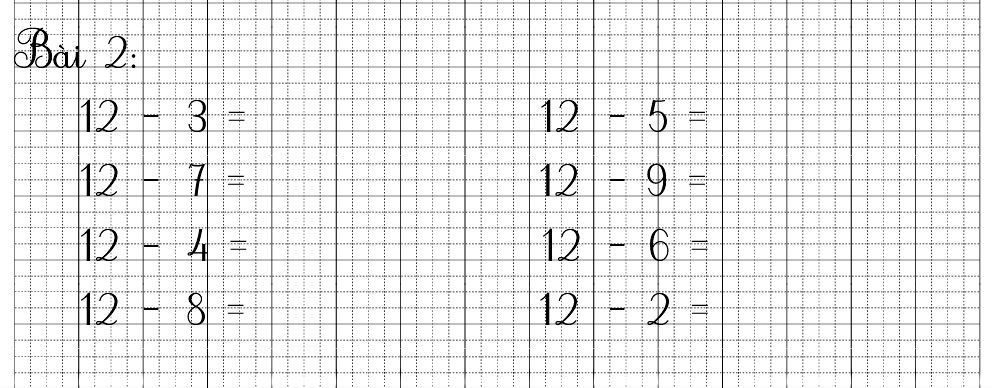 Bài 2:
12 - 3 = 12 - 5 =
12 - 7 = 12 - 9 =
12 - 4 = 12 - 6 =
12 - 8 = 12 - 2 =